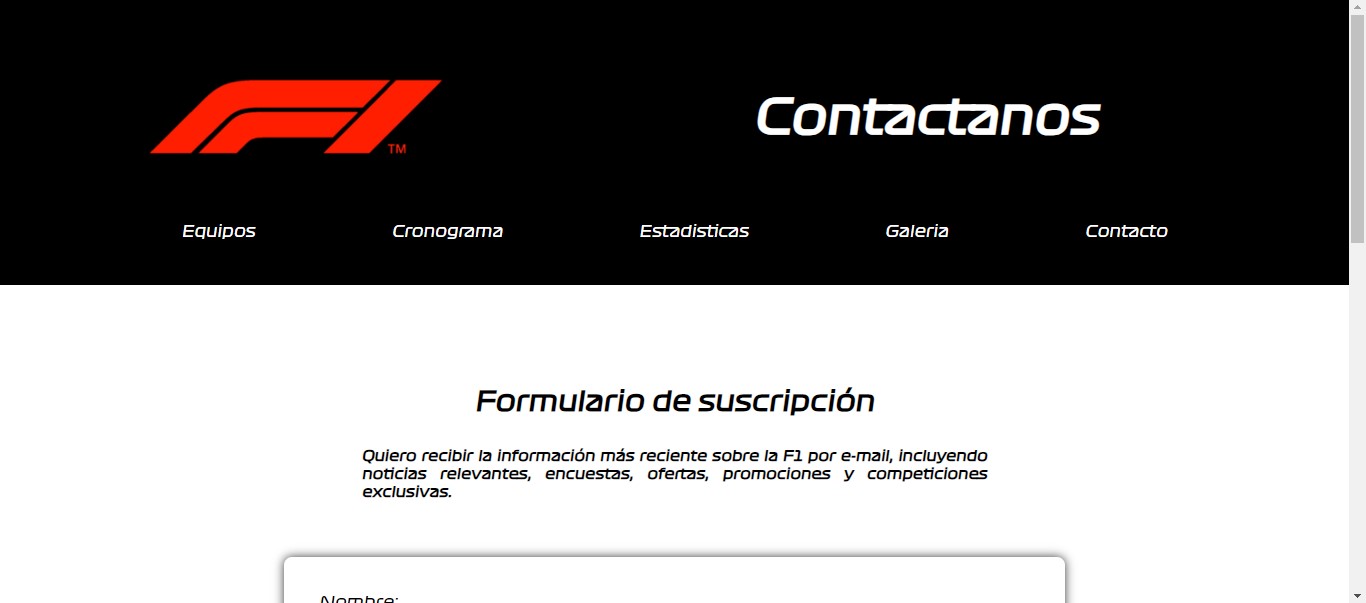 F1
TM
Contactanos
Equipos Cronograma Estadisticas Galeria Contacto
Formulario de suscripción
Quiero recibir la información más reciente sobre la F1 por e-mail, incluyendo
noticias relevantes, encuestas, ofertas, promociones y competiciones
exclusivas.
Nombre: